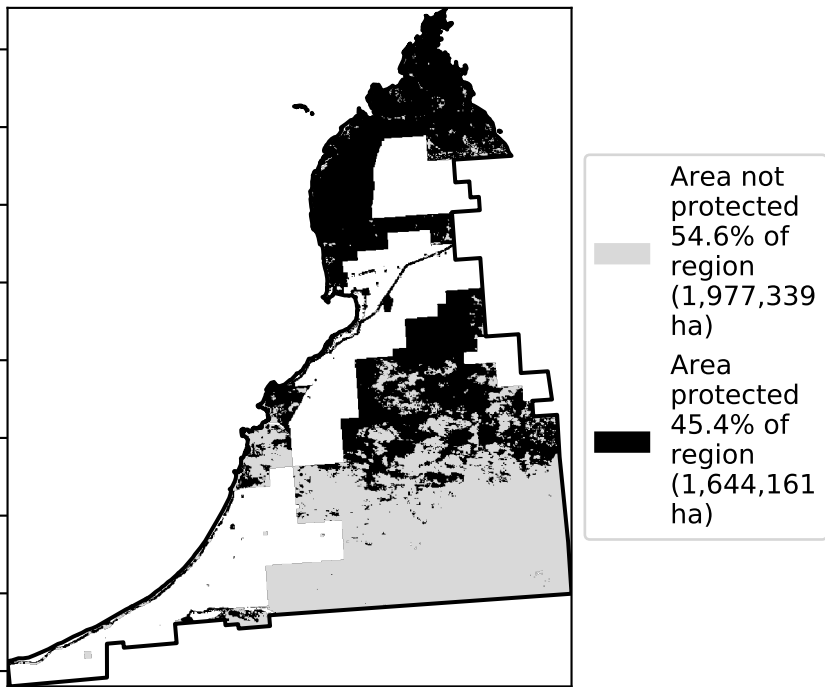 Area not
protected
54.6% of
region
(1,977,339
ha)
Area
protected
45.4% of
region
(1,644,161
ha)